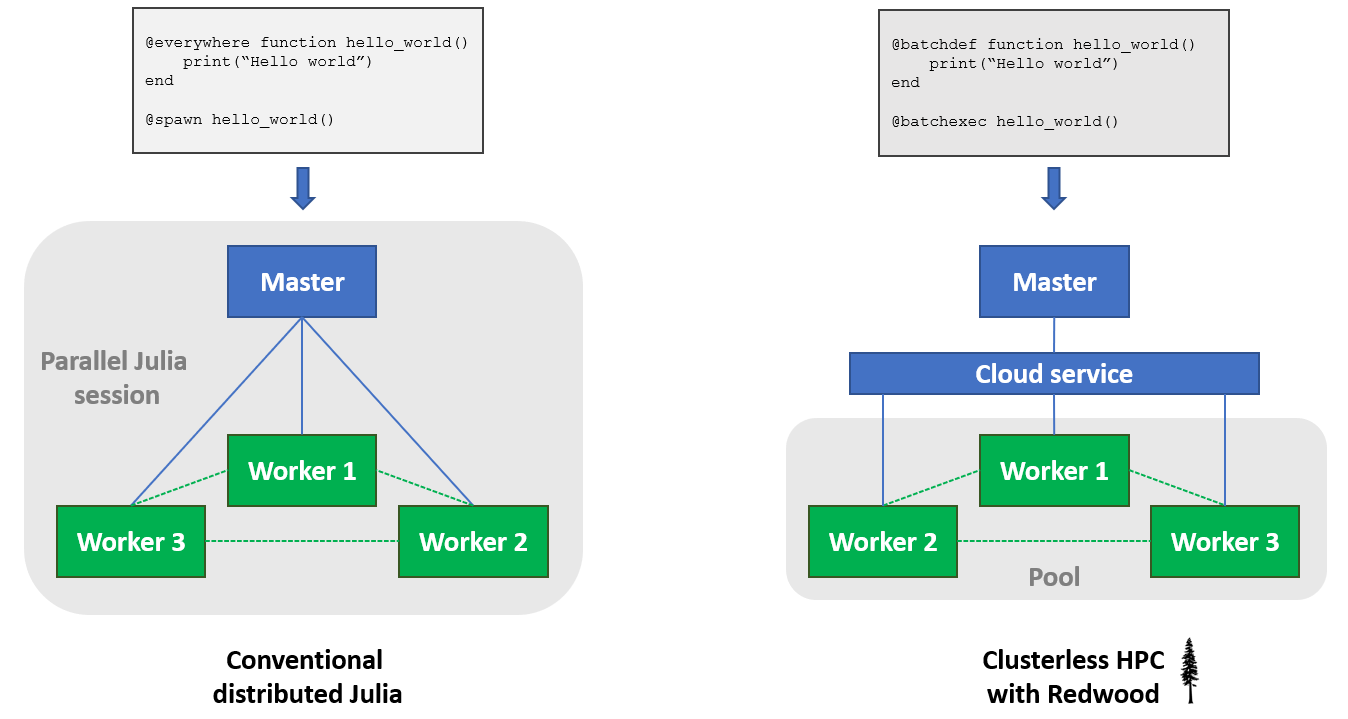 @everywhere function hello_world()
    print(“Hello world”)
end
@spawn hello_world()
Master
Parallel Julia
session
Worker 1
Worker 3
Worker 2
Conventional
distributed Julia
@batchdef function hello_world()
    print(“Hello world”)
end
@batchexec hello_world()
Master
Cloud service
Worker 1
Worker 2
Worker 3
Pool
Clusterless HPC
with Redwood